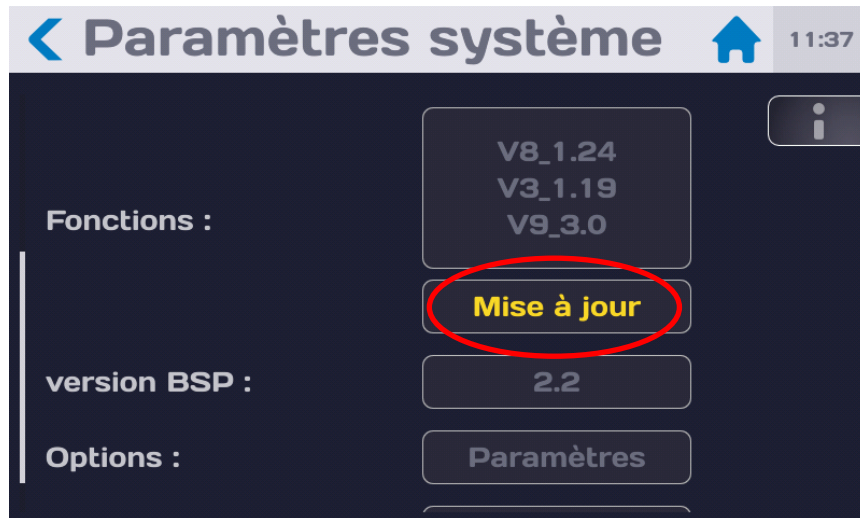 Paramètres système
11:37
V8_1.24
V3_1.19
Fonctions :
V9_3.0
Mise à jour
version BSP :
2.2
Options :
Paramètres